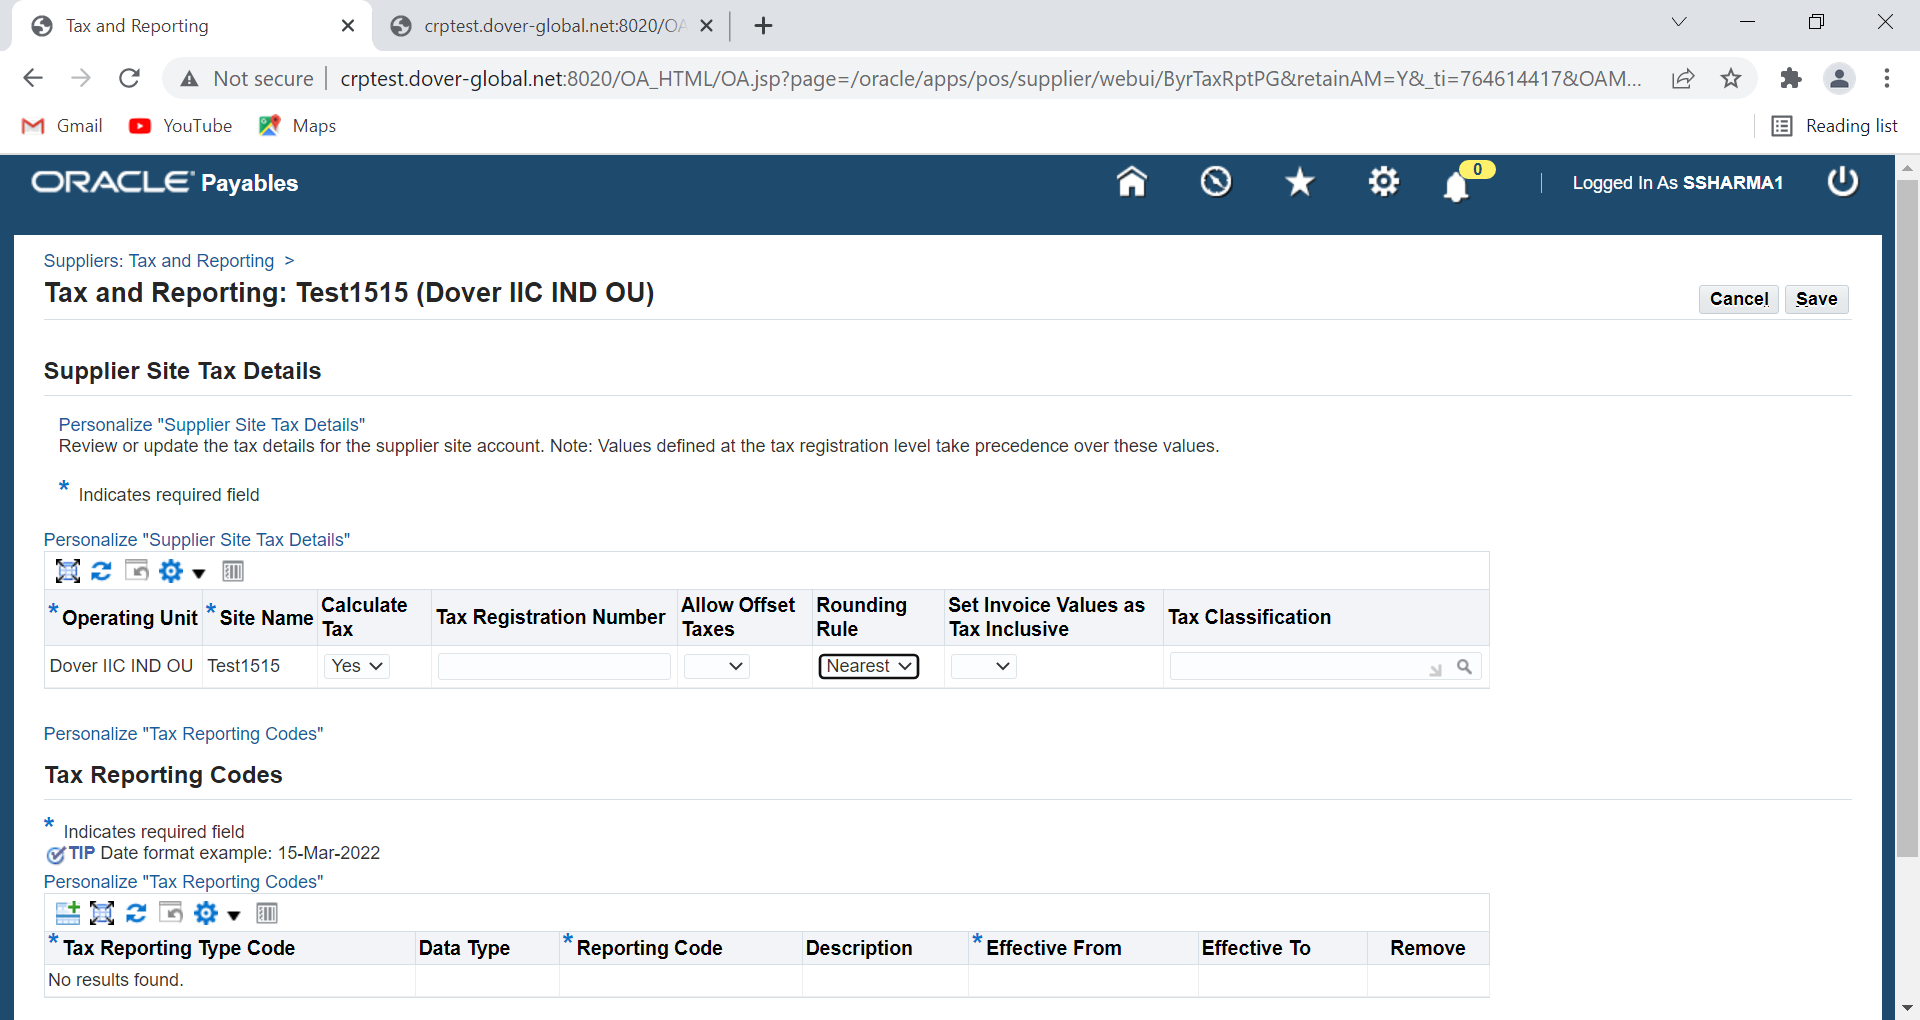 Tax and Reporting
crptest.dover-global.net:8020/OA
Not secure | crptest.dover-global.net:8020/OA_HTML/OA.jsp?page=/oracle/apps/pos/supplier/webui/ByrTaxRptPG&retainAM=Y&_ti=764614417&OAM...
Gmail YouTube Maps Reading list
ORACLE Payables 0 Logged In As SSHARMA1
Suppliers: Tax and Reporting >
Tax and Reporting: Test1515 (Dover IIC IND OU)
Cancel Save
Supplier Site Tax Details
Personalize "Supplier Site Tax Details"
Review or update the tax details for the supplier site account. Note: Values defined at the tax registration level take precedence over these values.
* Indicates required field
Personalize "Supplier Site Tax Details"
* Operating Unit * Site Name Calculate Tax Tax Registration Number Allow Offset Taxes Rounding Rule Set Invoice Values as Tax Inclusive Tax Classification
Dover IIC IND OU Test1515 Yes Nearest
Personalize "Tax Reporting Codes"
Tax Reporting Codes
* Indicates required field
TIP Date format example: 15-Mar-2022
Personalize "Tax Reporting Codes"
* Tax Reporting Type Code Data Type * Reporting Code Description * Effective From Effective To Remove
No results found.